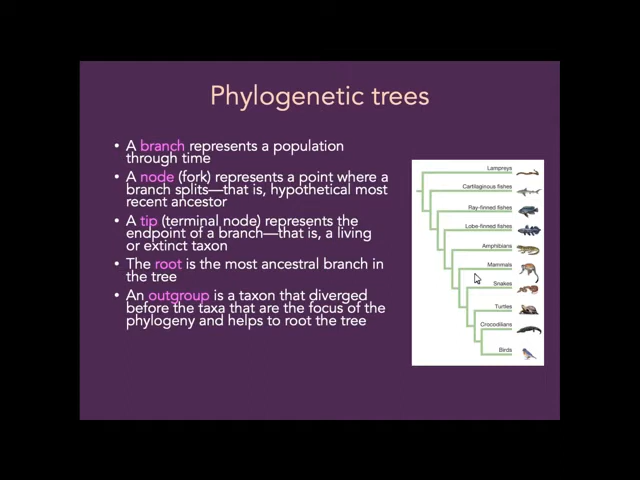 Phylogenetic trees
• A branch represents a population
through time
• A node (fork) represents a point where a
branch splits—that is, hypothetical most
recent ancestor
• A tip (terminal node) represents the
endpoint of a branch—that is, a living
or extinct taxon
• The root is the most ancestral branch in
the tree
• An outgroup is a taxon that diverged
before the taxa that are the focus of the
phylogeny and helps to root the tree
Lampreys
Cartilaginous fishes
Ray-finned fishes
Lobe-finned fishes
Amphibians
Mammals
Snakes
Turtles
Crocodilians
Birds